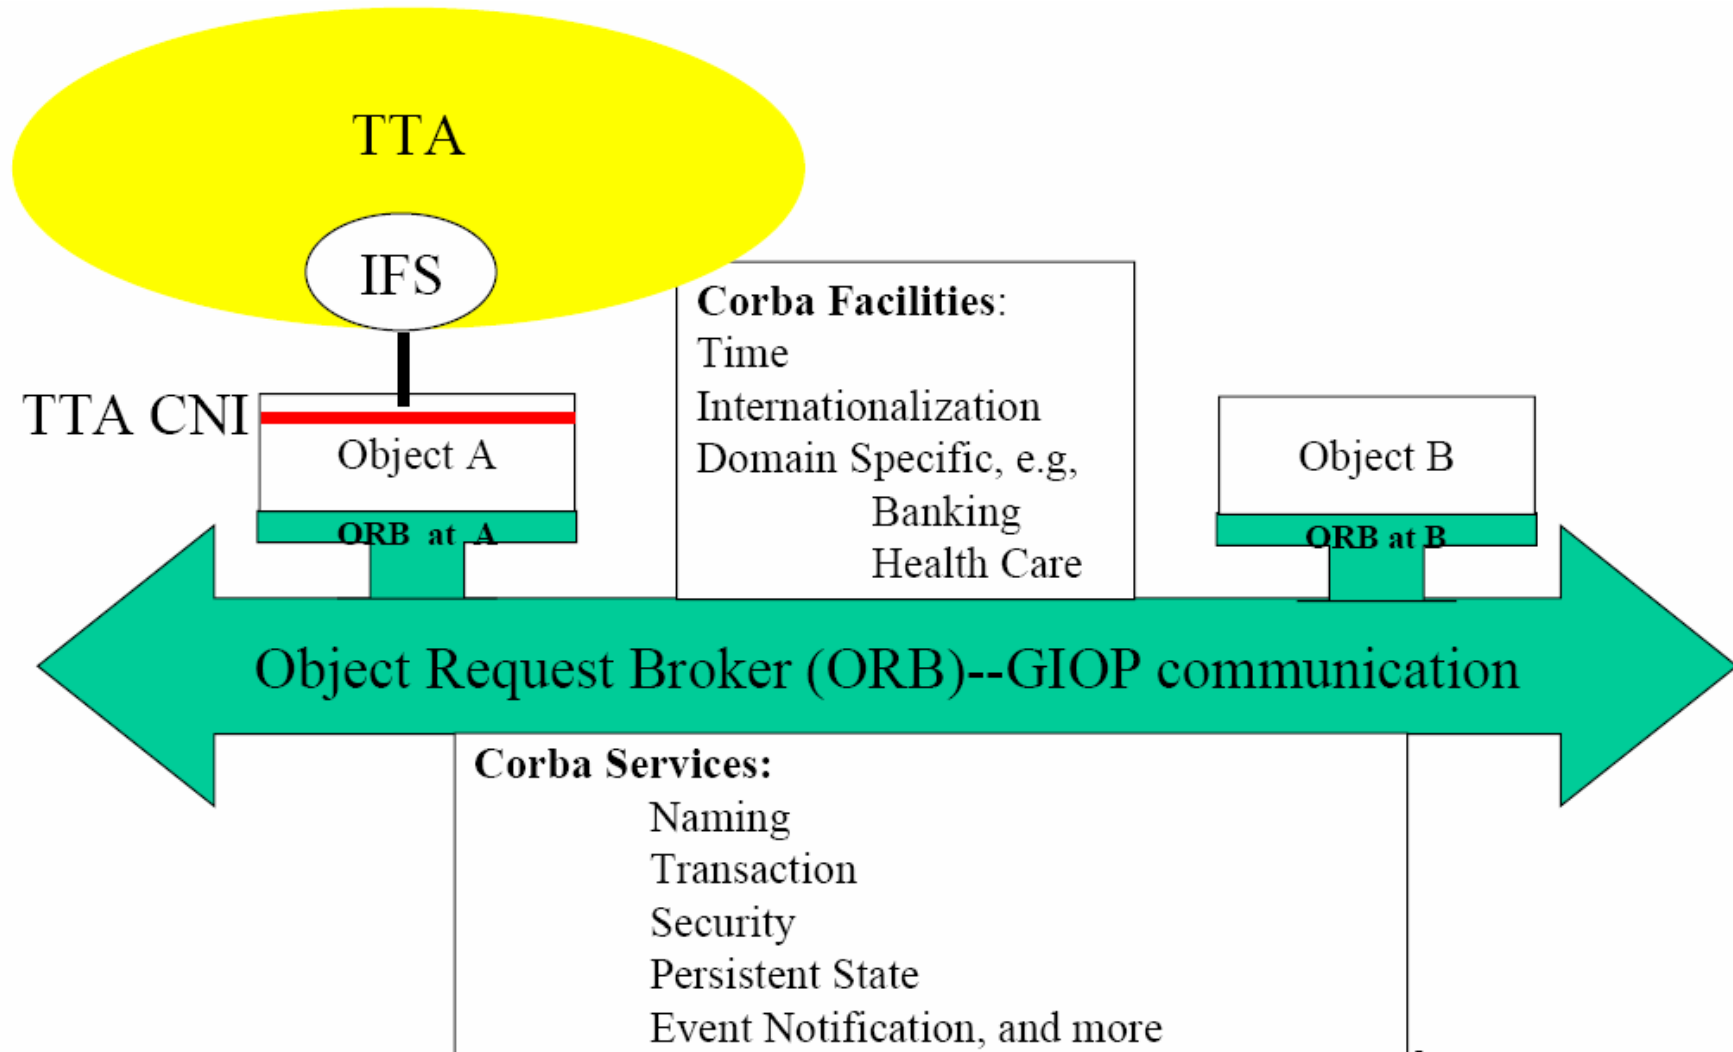 TTA
IFS
TTA CNI
Object A
ORB at A
Corba Facilities:
Time
Internationalization
Domain Specific, e.g,
Banking
Health Care
Object B
ORB at B
Object Request Broker (ORB)--GIOP communication
Corba Services:
Naming
Transaction
Security
Persistent State
Event Notification, and more